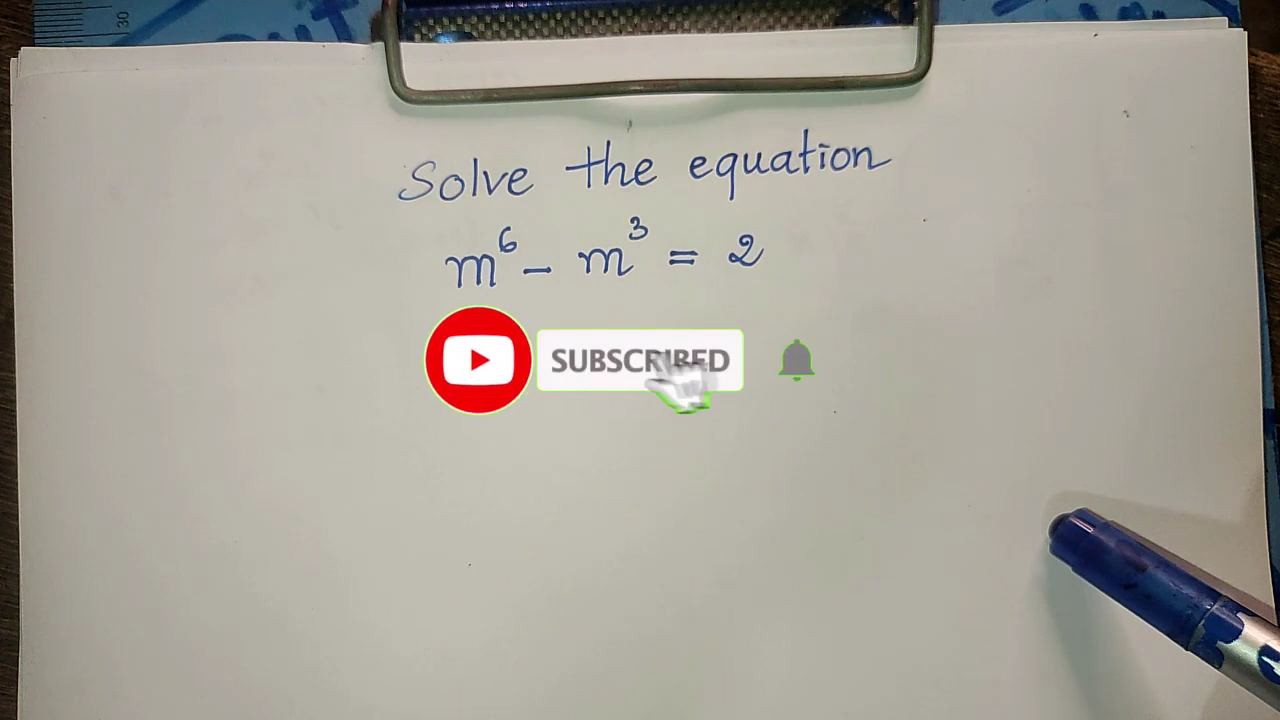 30
Solve the equation
m⁶ - m³ = 2
SUBSCRIBED